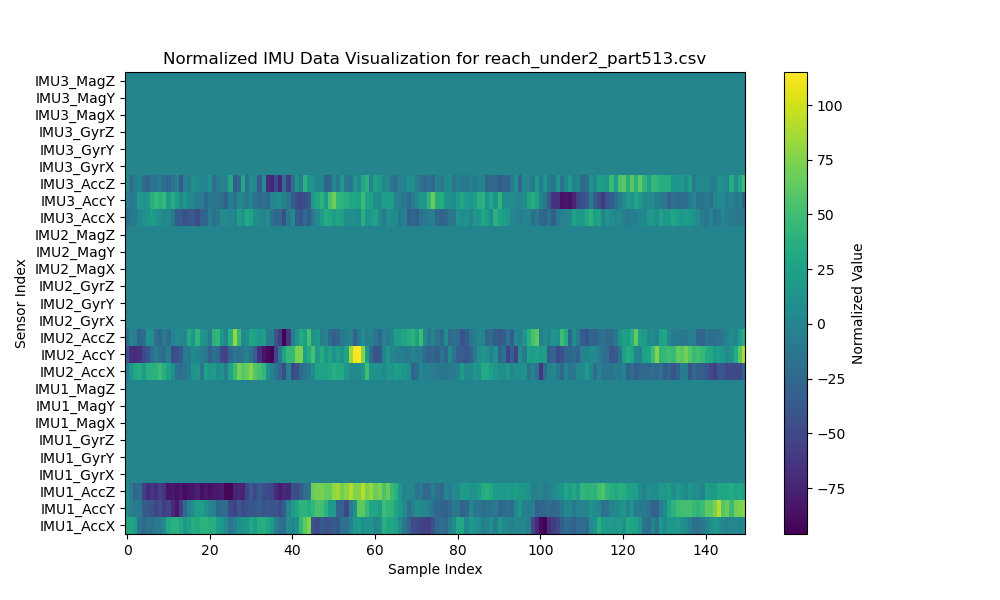 Normalized IMU Data Visualization for reach_under2_part513.csv
IMU3_MagZ
IMU3_MagY
IMU3_MagX
IMU3_GyrZ
IMU3_GyrY
IMU3_GyrX
IMU3_AccZ
IMU3_AccY
IMU3_AccX
IMU2_MagZ
IMU2_MagY
IMU2_MagX
IMU2_GyrZ
IMU2_GyrY
IMU2_GyrX
IMU2_AccZ
IMU2_AccY
IMU2_AccX
IMU1_MagZ
IMU1_MagY
IMU1_MagX
IMU1_GyrZ
IMU1_GyrY
IMU1_GyrX
IMU1_AccZ
IMU1_AccY
IMU1_AccX
Sensor Index
0 20 40 60 80 100 120 140
Sample Index
100
75
50
25
0
−25
−50
−75
Normalized Value